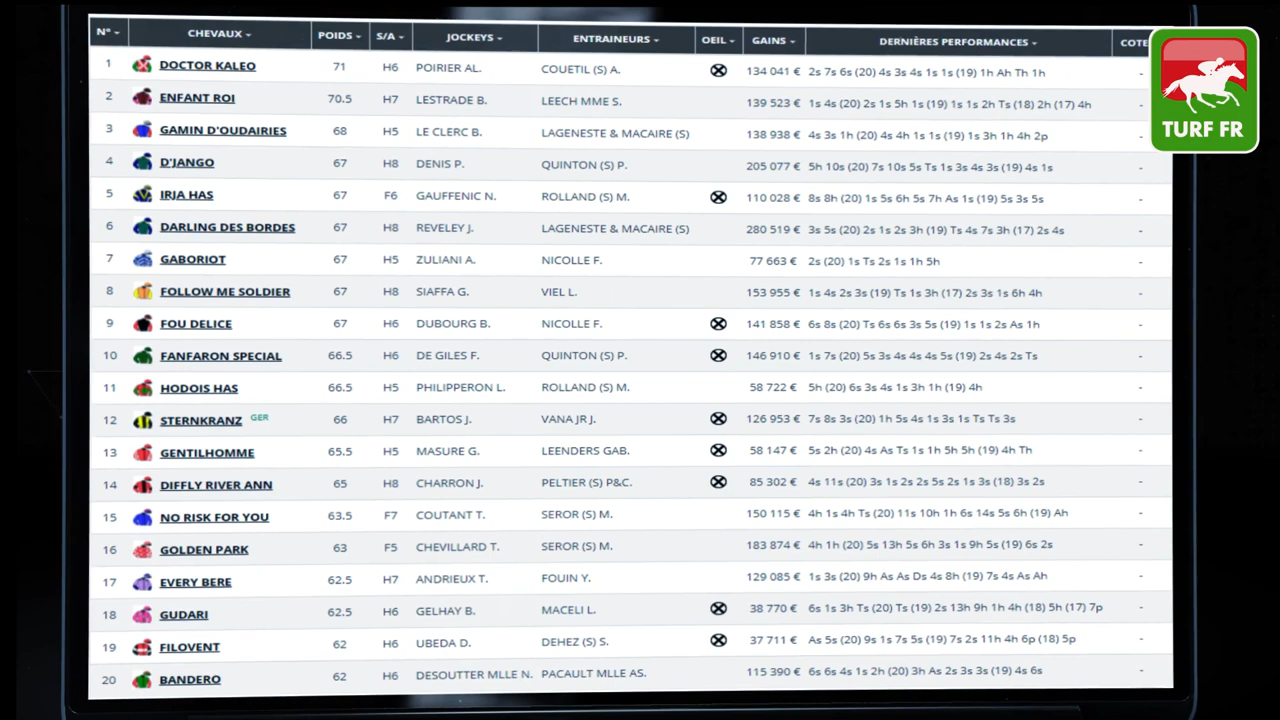 N° CHEVAUX POIDS S/A JOCKEYS ENTRAINEURS OEIL GAINS DERNIÈRES PERFORMANCES COTE
1 DOCTOR KALEO 71 H6 POIRIER AL. COUETIL (S) A. 134 041 € 2s 7s 6s (20) 4s 3s 4s 1s 1s (19) 1h Ah Th 1h -
2 ENFANT ROI 70.5 H7 LESTRADE B. LEECH MME S. 139 523 € 1s 4s (20) 2s 1s 5h 1s (19) 1s 1s 2h Ts (18) 2h (17) 4h -
3 GAMIN D'OUDAIRIES 68 H5 LE CLERC B. LAGENESTE & MACAIRE (S) 138 938 € 4s 3s 1h (20) 4s 4h 1s 1s (19) 1s 3h 1h 4h 2p -
4 D'JANGO 67 H8 DENIS P. QUINTON (S) P. 205 077 € 5h 10s (20) 7s 10s 5s Ts 1s 3s 4s 3s (19) 4s 1s -
5 IRJA HAS 67 F6 GAUFFENIC N. ROLLAND (S) M. 110 028 € 8s 8h (20) 1s 5s 6h 5s 7h As 1s (19) 5s 3s 5s -
6 DARLING DES BORDES 67 H8 REVELEY J. LAGENESTE & MACAIRE (S) 280 519 € 3s 5s (20) 2s 1s 2s 3h (19) Ts 4s 7s 3h (17) 2s 4s -
7 GABORIOT 67 H5 ZULIANI A. NICOLLE F. 77 663 € 2s (20) 1s Ts 2s 1s 1h 5h -
8 FOLLOW ME SOLDIER 67 H8 SIAFFA G. VIEL L. 153 955 € 1s 4s 2s 3s (19) Ts 1s 3h (17) 2s 3s 1s 6h 4h -
9 FOU DELICE 67 H6 DUBOURG B. NICOLLE F. 141 858 € 6s 8s (20) Ts 6s 6s 3s 5s (19) 1s 1s 2s As 1h -
10 FANFARON SPECIAL 66.5 H6 DE GILES F. QUINTON (S) P. 146 910 € 1s 7s (20) 5s 3s 4s 4s 4s 5s (19) 2s 4s 2s Ts -
11 HODOIS HAS 66.5 H5 PHILIPPERON L. ROLLAND (S) M. 58 722 € 5h (20) 6s 3s 4s 1s 3h 1h (19) 4h -
12 STERNKRANZ GER 66 H7 BARTOS J. VANA JR J. 126 953 € 7s 8s 3s (20) 1h 5s 4s 1s 3s 1s Ts Ts 3s -
13 GENTILHOMME 65.5 H5 MASURE G. LEENDERS GAB. 58 147 € 5s 2h (20) 4s As Ts 1s 1h 5h 5h (19) 4h Th -
14 DIFFLY RIVER ANN 65 H8 CHARRON J. PELTIER (S) P&C. 85 302 € 4s 11s (20) 3s 1s 2s 2s 5s 2s 1s 3s (18) 3s 2s -
15 NO RISK FOR YOU 63.5 F7 COUTANT T. SEROR (S) M. 150 115 € 4h 1s 4h Ts (20) 11s 10h 1h 6s 14s 5s 6h (19) Ah -
16 GOLDEN PARK 63 F5 CHEVILLARD T. SEROR (S) M. 183 874 € 4h 1h (20) 5s 13h 5s 6h 3s 1s 9h 5s (19) 6s 2s -
17 EVERY BERE 62.5 H7 ANDRIEUX T. FOUIN Y. 129 085 € 1s 3s (20) 9h As As Ds 4s 8h (19) 7s 4s As Ah -
18 GUDARI 62.5 H6 GELHAY B. MACELI L. 38 770 € 6s 1s 3h Ts (20) Ts (19) 2s 13h 9h 1h 4h (18) 5h (17) 7p -
19 FILOVENT 62 H6 UBEDA D. DEHEZ (S) S. 37 711 € As 5s (20) 9s 1s 7s 5s (19) 7s 2s 11h 4h 6p (18) 5p -
20 BANDERO 62 H6 DESOUTTER MLLE N. PACAULT MLLE AS. 115 390 € 6s 6s 4s 1s 2h (20) 3h As 2s 3s 3s (19) 4s 6s -
TURF FR